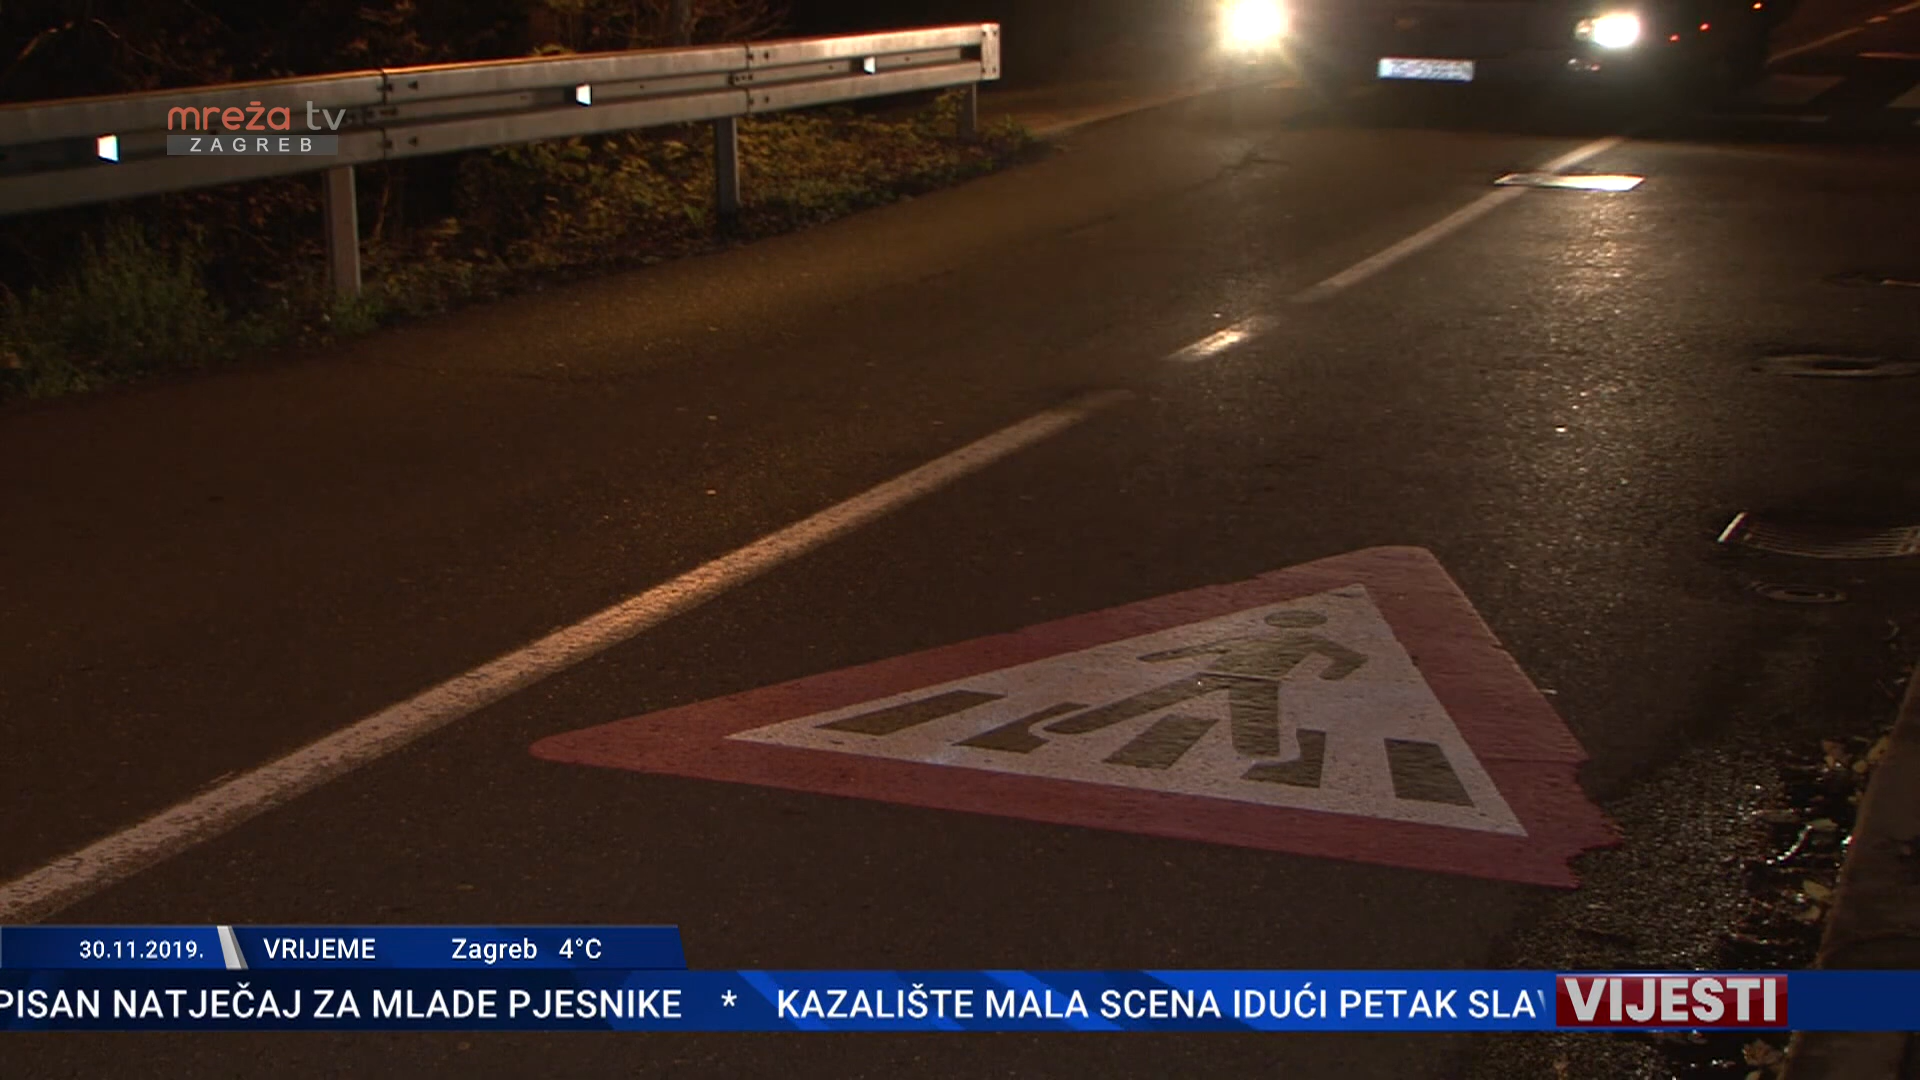 mreža tv
ZAGREB
30.11.2019. VRIJEME Zagreb 4°C
PISAN NATJEČAJ ZA MLADE PJESNIKE * KAZALIŠTE MALA SCENA IDUĆI PETAK SLAV
VIJESTI